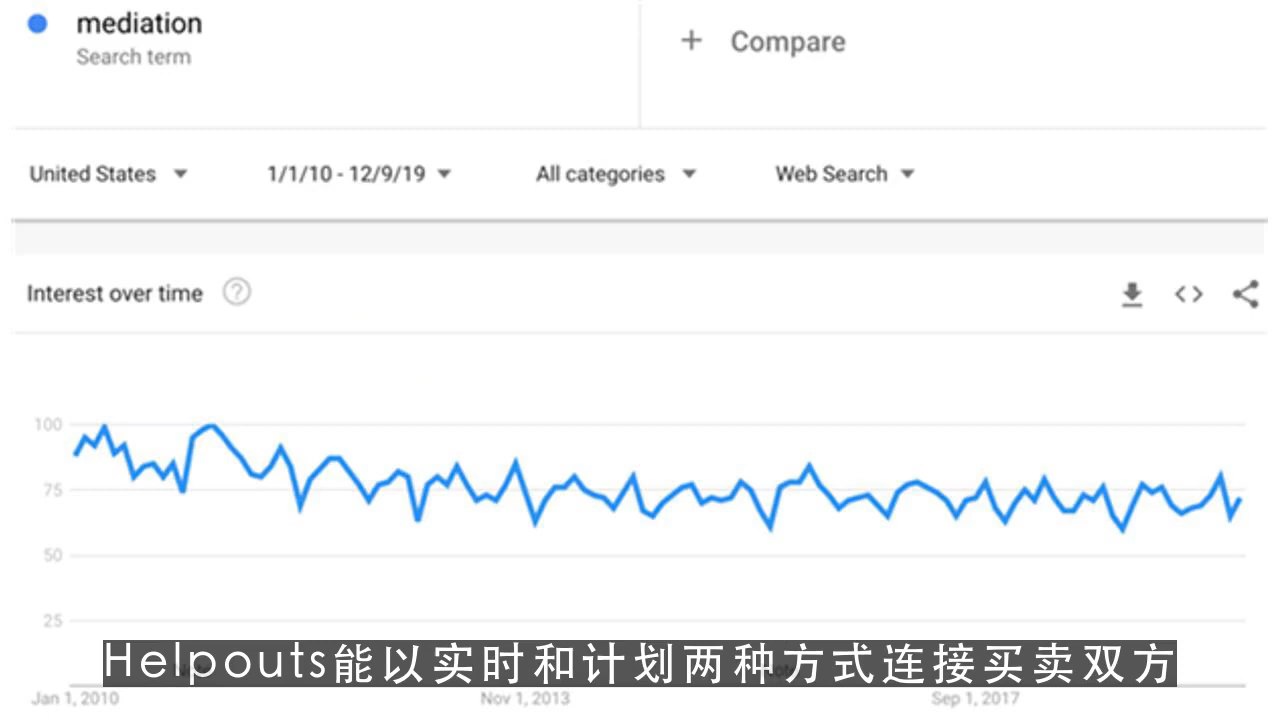 mediation
Search term
+ Compare
United States
1/1/10 - 12/9/19
All categories
Web Search
Interest over time ?
100
75
50
25
Helpouts能以实时和计划两种方式连接买卖双方
Jan 1, 2010
Nov 1, 2013
Sep 1, 2017